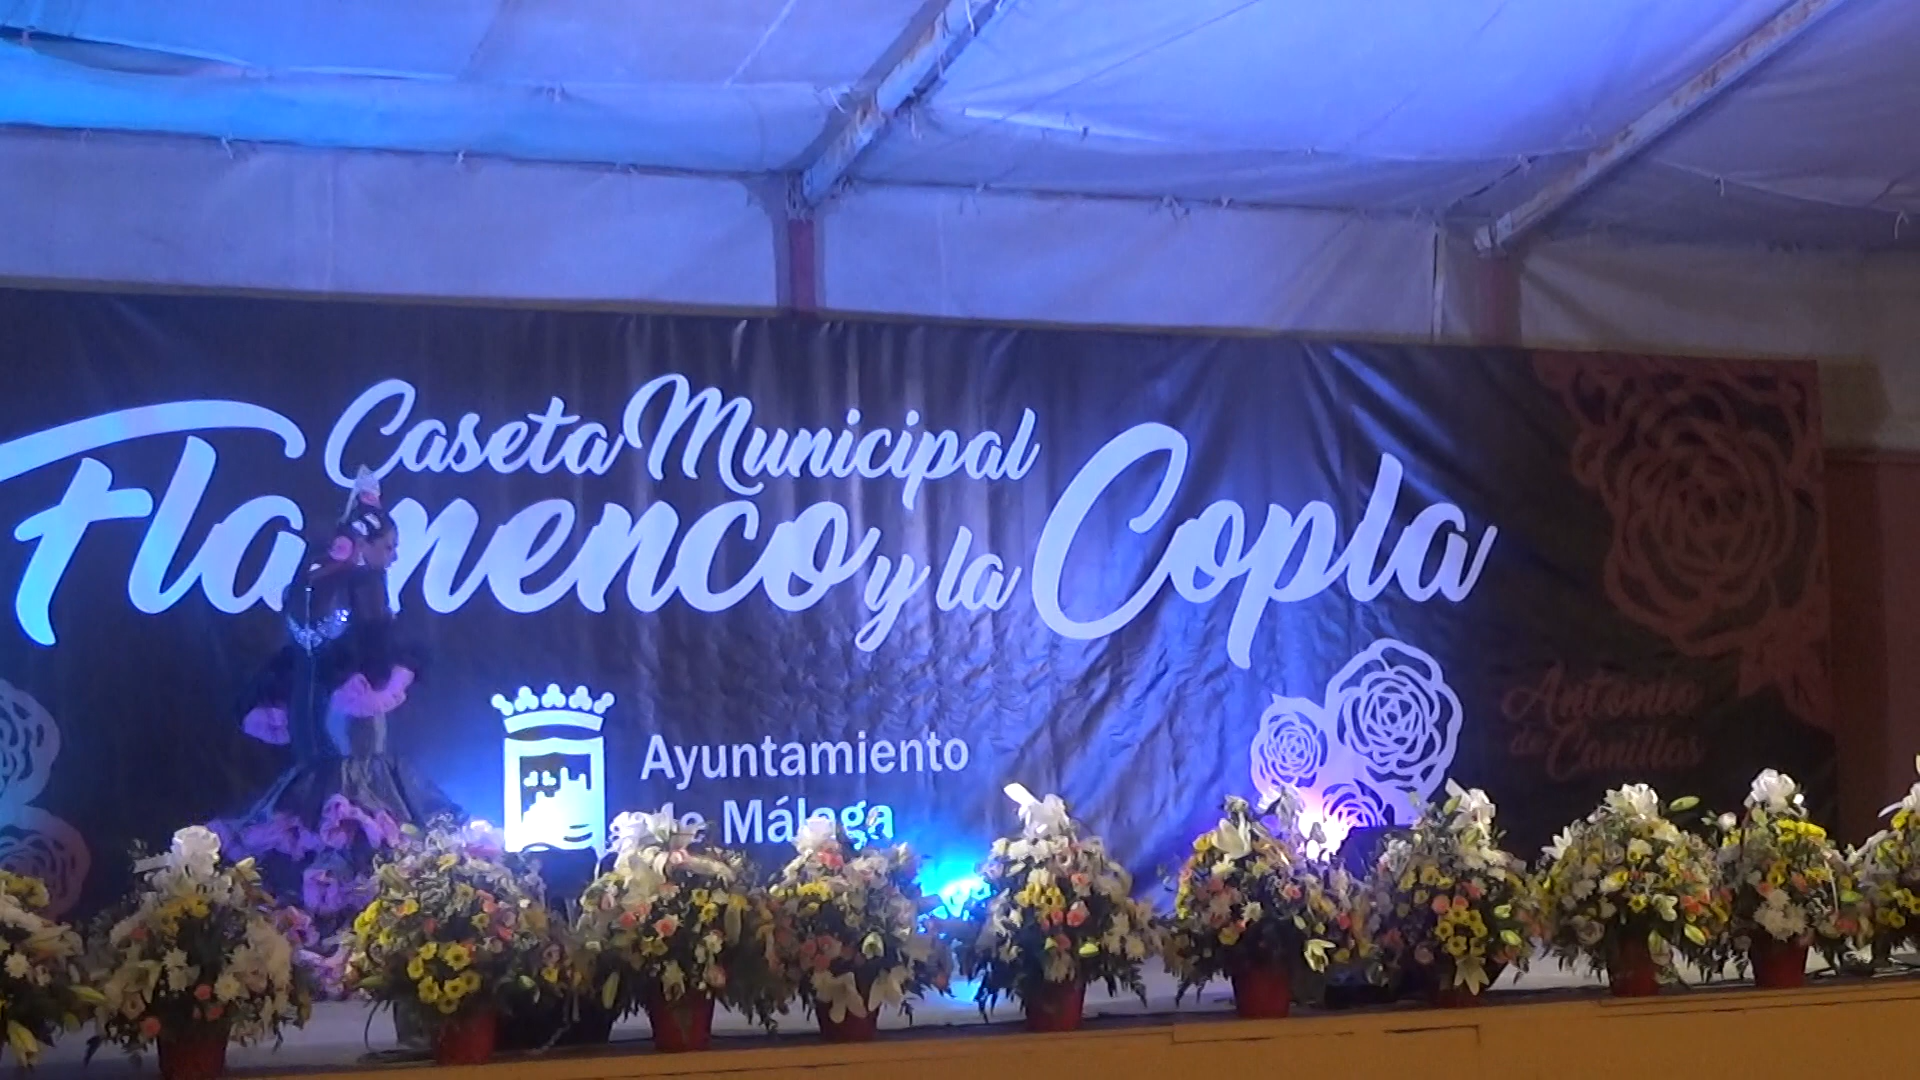 Caseta Municipal
Flamenco y la Copla
Ayuntamiento
de Málaga
Antonio
de Canillas